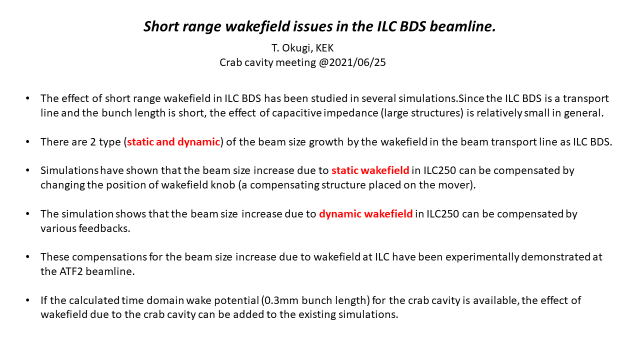 Short range wakefield issues in the ILC BDS beamline.
T. Okugi, KEK
Crab cavity meeting @2021/06/25
• The effect of short range wakefield in ILC BDS has been studied in several simulations.Since the ILC BDS is a transport
line and the bunch length is short, the effect of capacitive impedance (large structures) is relatively small in general.
• There are 2 type (static and dynamic) of the beam size growth by the wakefield in the beam transport line as ILC BDS.
• Simulations have shown that the beam size increase due to static wakefield in ILC250 can be compensated by
changing the position of wakefield knob (a compensating structure placed on the mover).
• The simulation shows that the beam size increase due to dynamic wakefield in ILC250 can be compensated by
various feedbacks.
• These compensations for the beam size increase due to wakefield at ILC have been experimentally demonstrated at
the ATF2 beamline.
• If the calculated time domain wake potential (0.3mm bunch length) for the crab cavity is available, the effect of
wakefield due to the crab cavity can be added to the existing simulations.